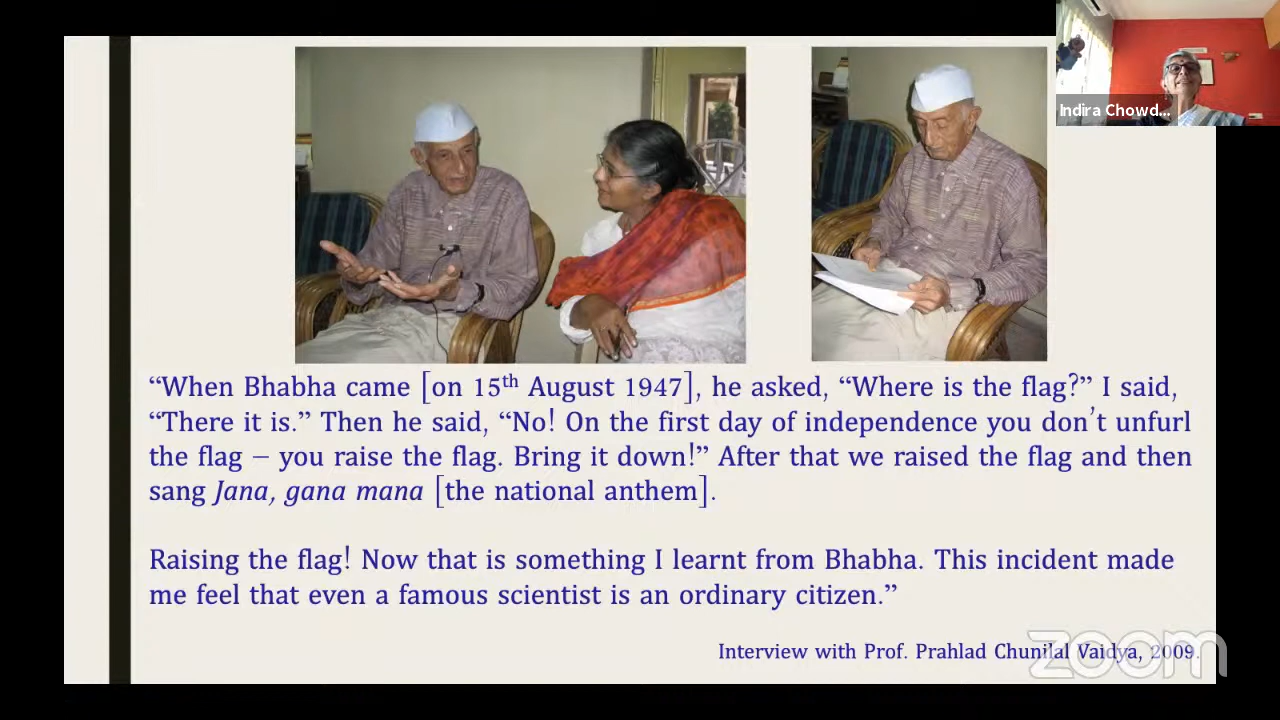 Indira Chowd...
“When Bhabha came [on 15th August 1947], he asked, “Where is the flag?” I said,
“There it is.” Then he said, “No! On the first day of independence you don’t unfurl
the flag – you raise the flag. Bring it down!” After that we raised the flag and then
sang Jana, gana mana [the national anthem].
Raising the flag! Now that is something I learnt from Bhabha. This incident made
me feel that even a famous scientist is an ordinary citizen.”
Interview with Prof. Prahlad Chunilal Vaidya, 2009.
zoom